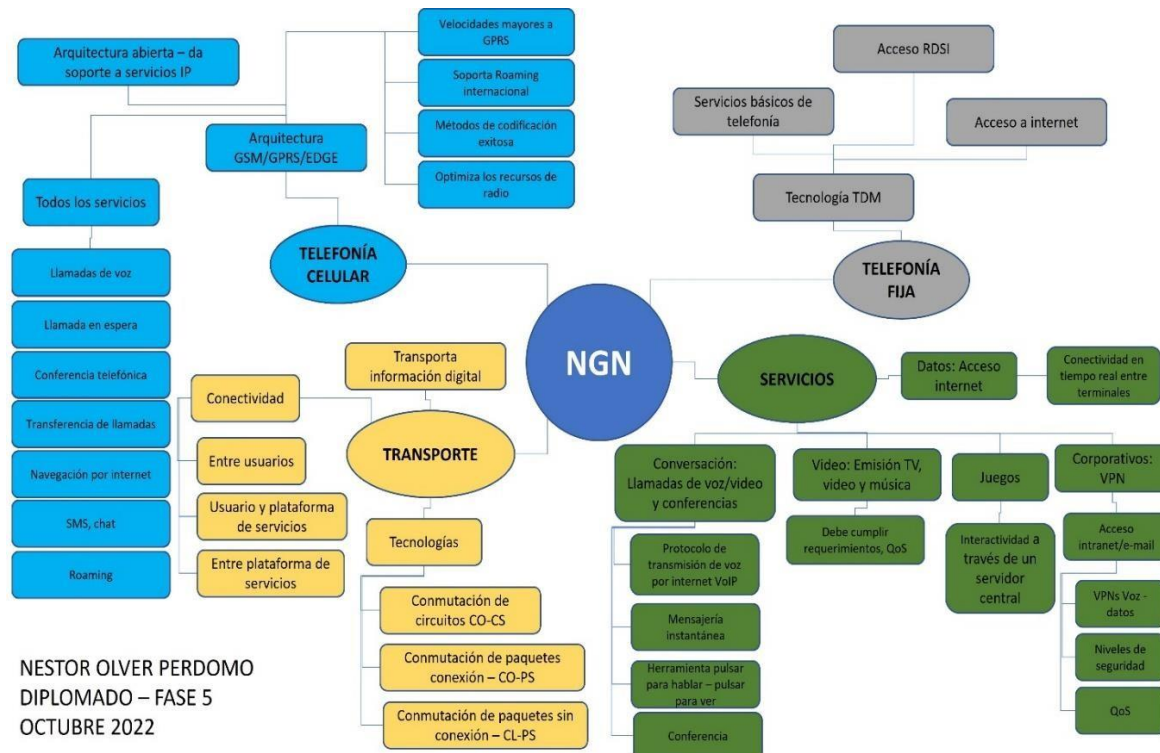 Arquitectura abierta – da
soporte a servicios IP
Velocidades mayores a
GPRS
Soporta Roaming
internacional
Métodos de codificación
exitosa
Optimiza los recursos de
radio
Arquitectura
GSM/GPRS/EDGE
Todos los servicios
Llamadas de voz
Llamada en espera
Conferencia telefónica
Transferencia de llamadas
Navegación por internet
SMS, chat
Roaming
TELEFONÍA
CELULAR
Acceso RDSI
Servicios básicos de
telefonía
Acceso a internet
Tecnología TDM
TELEFONÍA
FIJA
NGN
Transporta
información digital
Conectividad
Entre usuarios
Usuario y plataforma
de servicios
Entre plataforma de
servicios
TRANSPORTE
Tecnologías
Conmutación de
circuitos CO-CS
Conmutación de paquetes
conexión – CO-PS
Conmutación de paquetes sin
conexión – CL-PS
SERVICIOS
Datos: Acceso
internet
Conectividad en
tiempo real entre
terminales
Conversación:
Llamadas de voz/video
y conferencias
Protocolo de
transmisión de voz
por internet VoIP
Mensajería
instantánea
Herramienta pulsar
para hablar – pulsar
para ver
Conferencia
Video: Emisión TV,
video y música
Debe cumplir
requerimientos, QoS
Juegos
Interactividad a
través de un
servidor
central
Corporativos:
VPN
Acceso
intranet/e-mail
VPNs Voz -
datos
Niveles de
seguridad
QoS
NESTOR OLVER PERDOMO
DIPLOMADO – FASE 5
OCTUBRE 2022